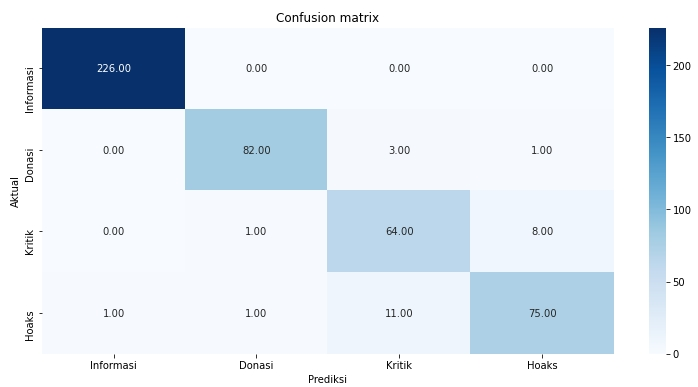 Confusion matrix
Informasi 226.00 0.00 0.00 0.00
Donasi 0.00 82.00 3.00 1.00
Kritik 0.00 1.00 64.00 8.00
Hoaks 1.00 1.00 11.00 75.00
Aktual
Informasi Donasi Kritik Hoaks
Prediksi
200
150
100
50
0